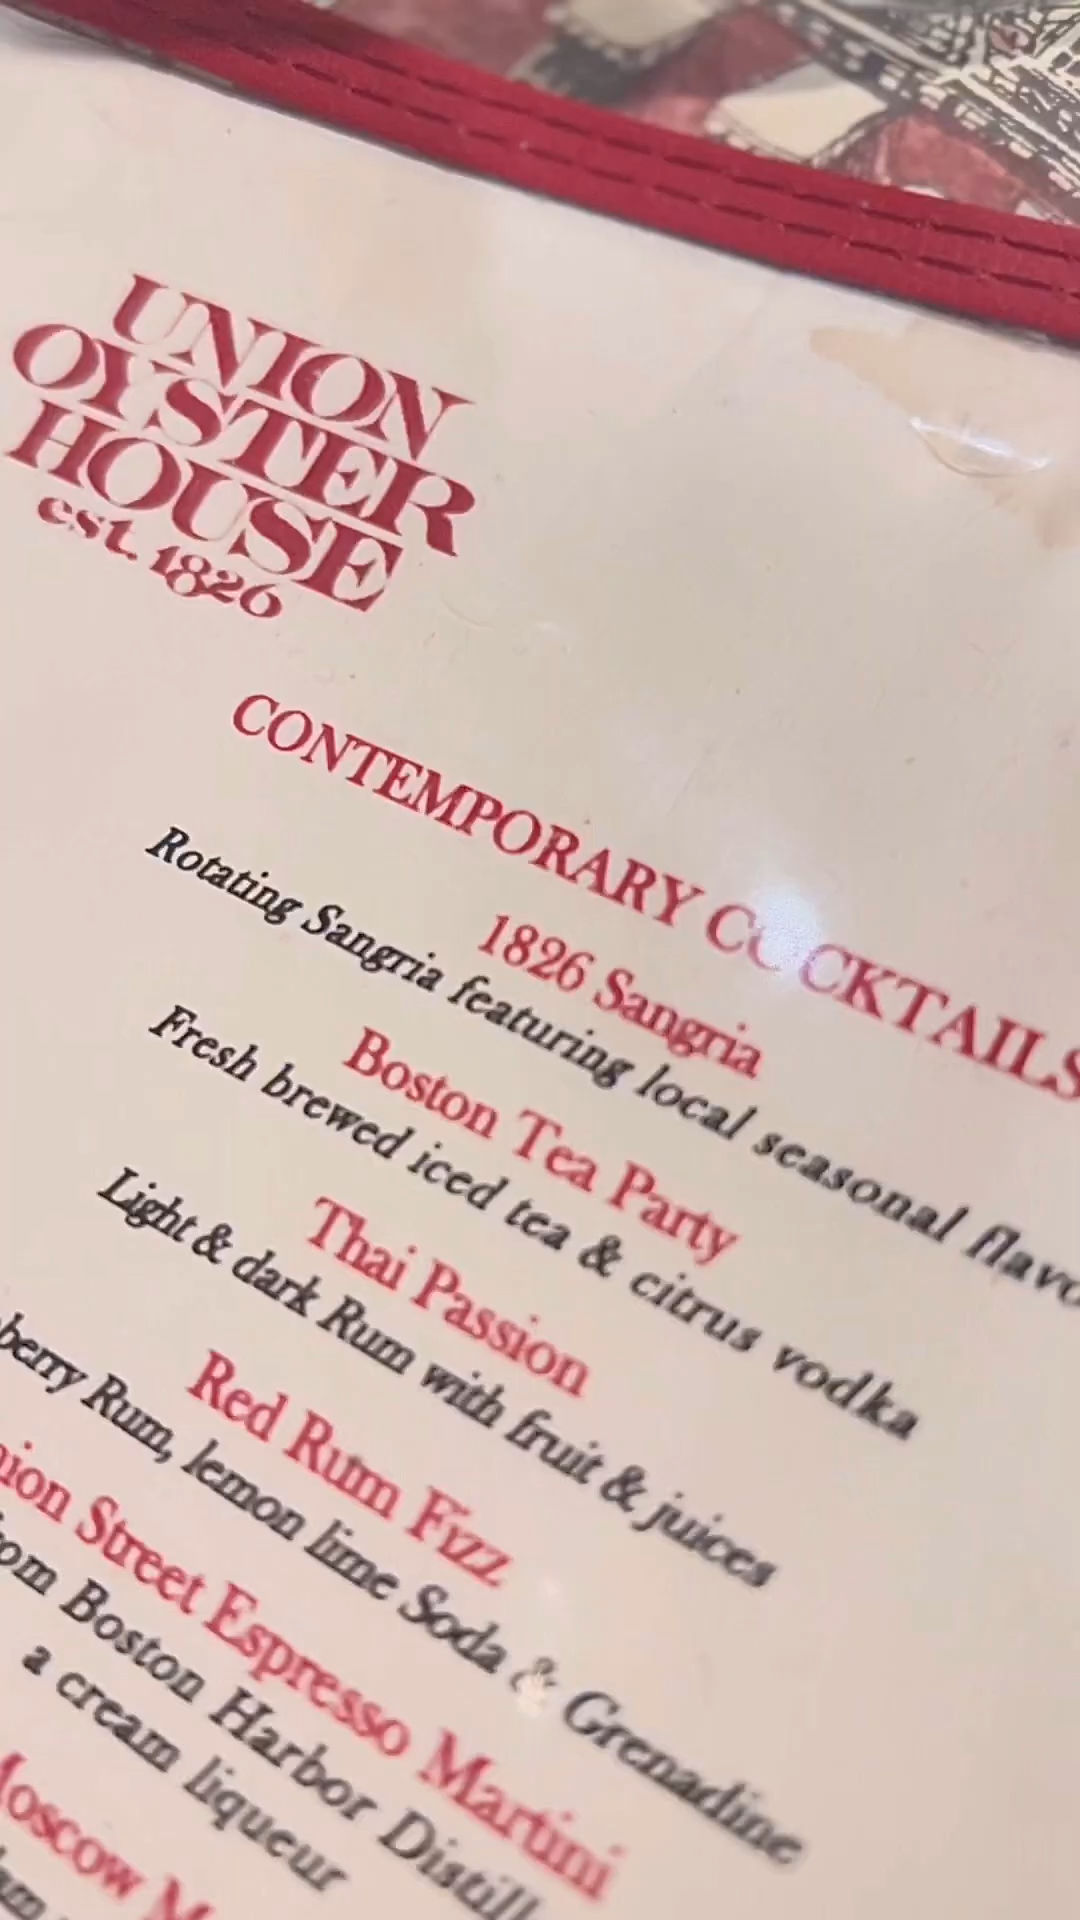 UNION
OYSTER
HOUSE
est. 1826
CONTEMPORARY COCKTAILS
1826 Sangria
Rotating Sangria featuring local seasonal
Boston Tea Party
Fresh brewed iced tea & citrus vodka
Thai Passion
Light & dark Rum with fruit & juices
Red Rum Fizz
Rum, lemon lime Soda & Grenadine
Street Espresso Martini
Boston Harbor
a cream liqueur